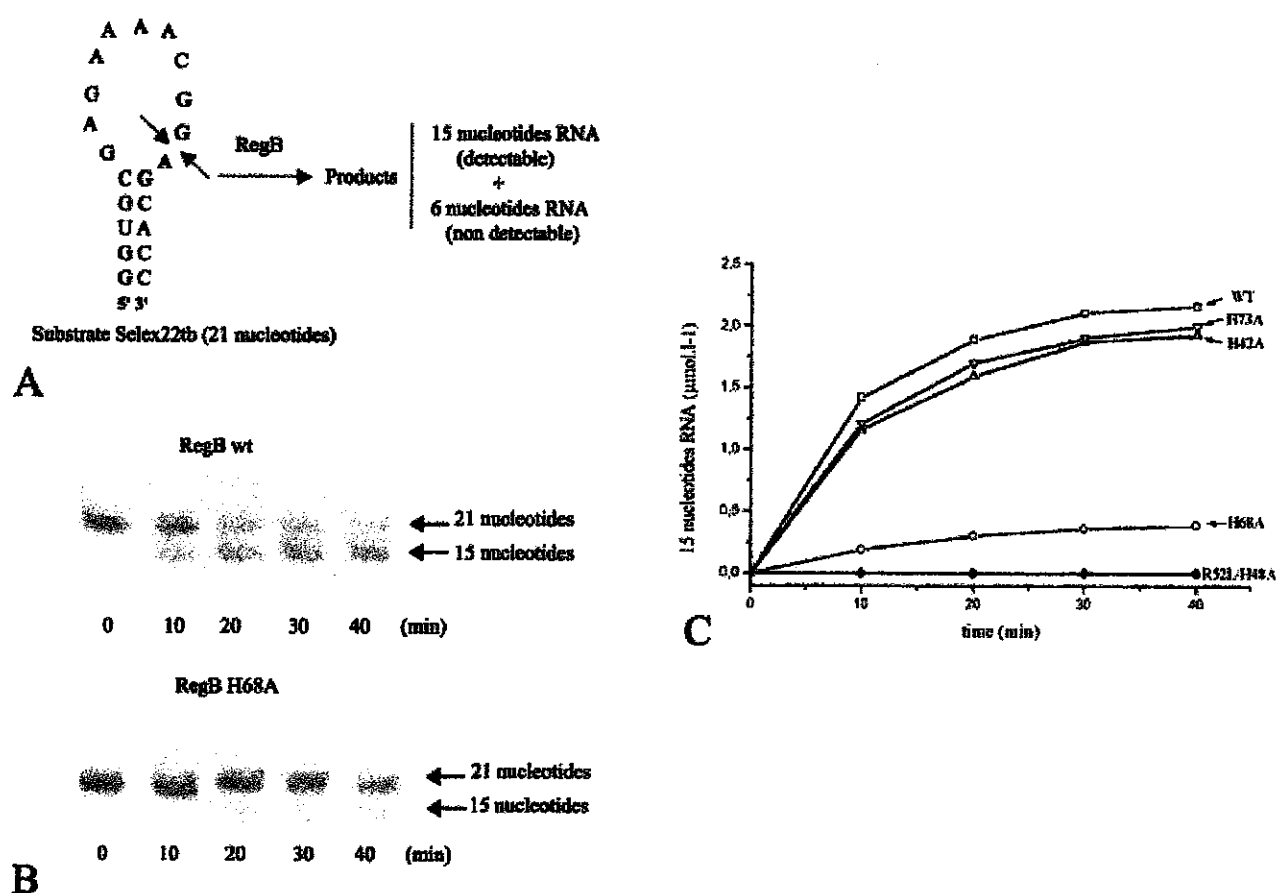 A A A
A C
G G
A G
G A
C G
G C
U A
G C
G C
5' 3'
Substrate Selex22tb (21 nucleotides)
RegB
Products
15 nucleotides RNA
(detectable)
+
6 nucleotides RNA
(non detectable)
A
RegB wt
21 nucleotides
15 nucleotides
0 10 20 30 40 (min)
RegB H68A
21 nucleotides
15 nucleotides
0 10 20 30 40 (min)
B
15 nucleotides RNA (µmol.l-1)
2,5
2,0
1,5
1,0
0,5
0,0
0 10 20 30 40
time (min)
WT
H73A
H42A
H68A
R52L/H48A
C